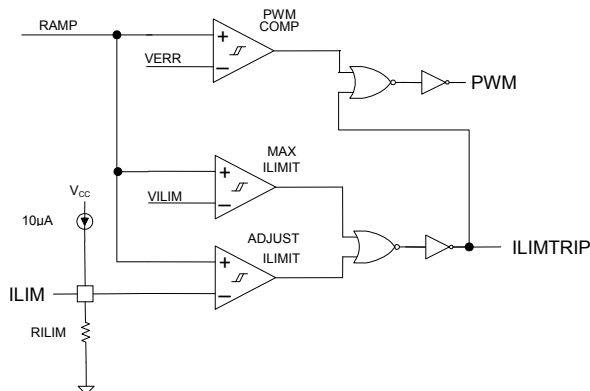 RAMP
PWM
COMP
VERR
PWM
MAX
ILIMIT
VILIM
VCC
10µA
ADJUST
ILIMIT
ILIMTRIP
ILIM
RILIM